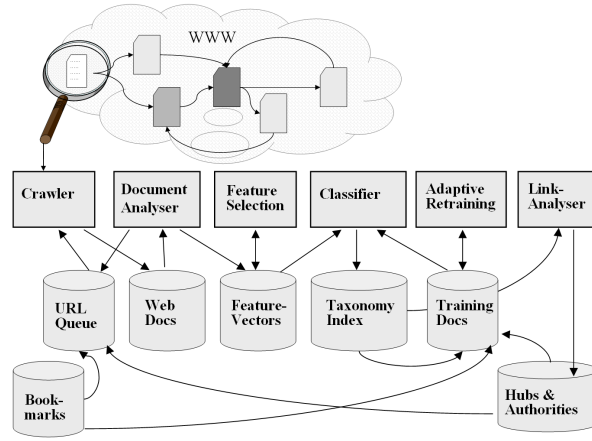 WWW
Crawler
Document
Analyser
Feature
Selection
Classifier
Adaptive
Retraining
Link-
Analyser
URL
Queue
Web
Docs
Feature-
Vectors
Taxonomy
Index
Training
Docs
Book-
marks
Hubs &
Authorities